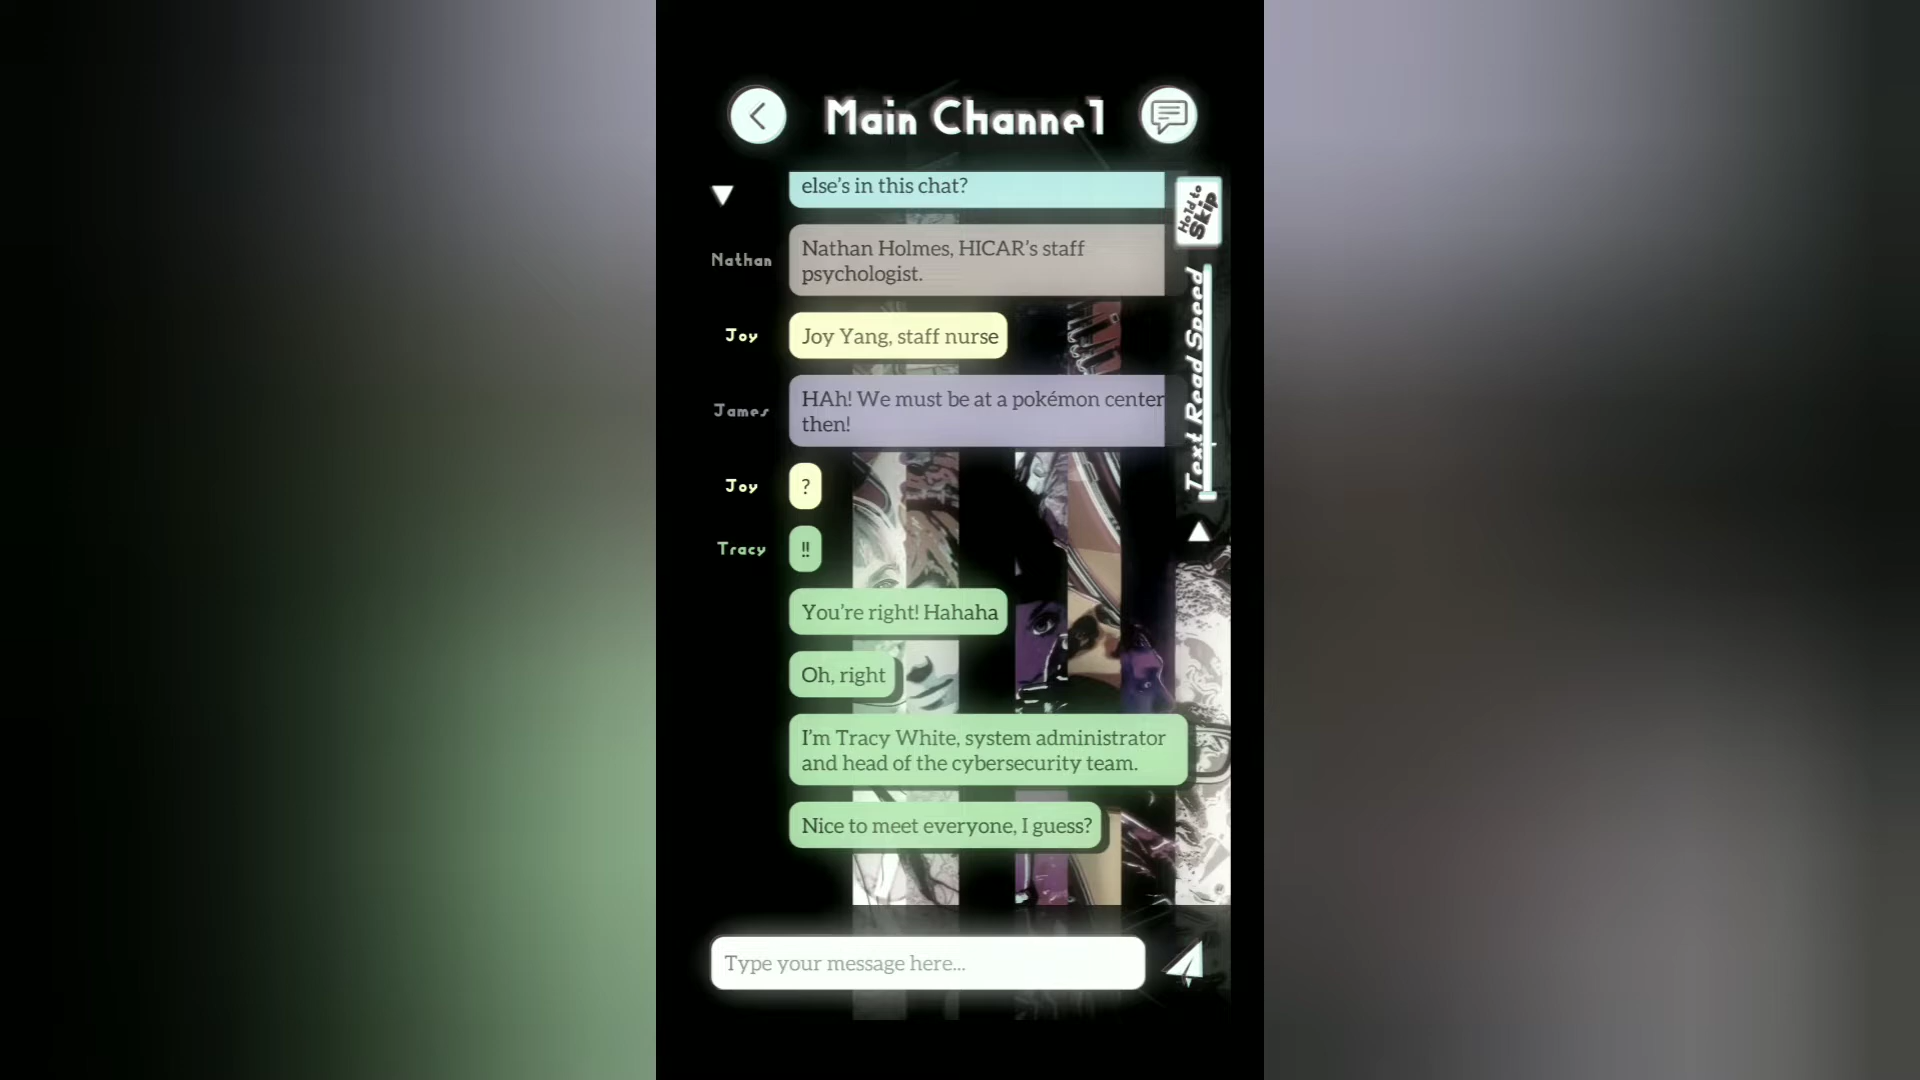 Main Channel
else's in this chat?
Hold to
Skip
Nathan
Nathan Holmes, HICAR's staff
psychologist.
Joy
Joy Yang, staff nurse
James
HAh! We must be at a pokémon center
then!
Text Read Speed
Joy
?
Tracy
!!
You're right! Hahaha
Oh, right
I'm Tracy White, system administrator
and head of the cybersecurity team.
Nice to meet everyone, I guess?
Type your message here...